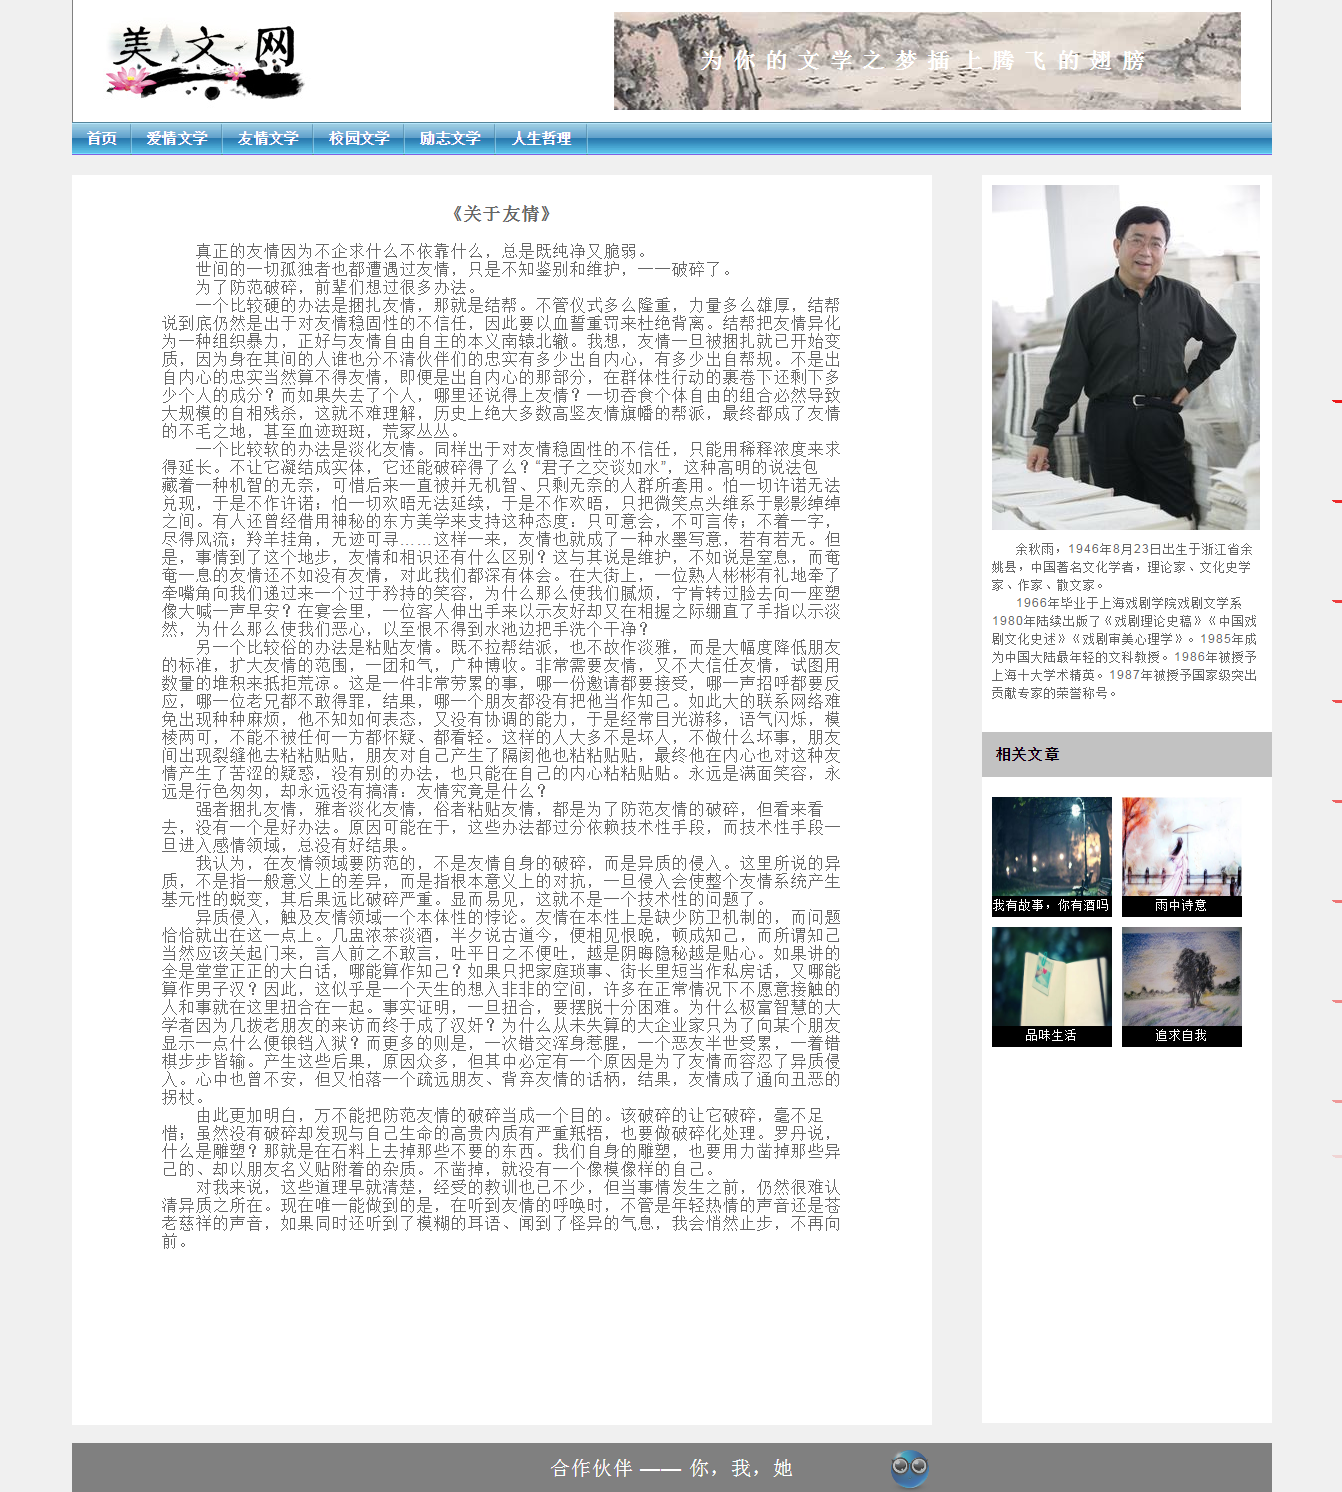 美文网
为你的文学之梦插上腾飞的翅膀
首页 爱情文学 友情文学 校园文学 励志文学 人生哲理
《关于友情》
真正的友情因为不企求什么不依靠什么，总是既纯净又脆弱。
世间的一切孤独者也都遭遇过友情，只是不知鉴别和维护，一一破碎了。
为了防范破碎，前辈们想过很多办法。
一个比较硬的办法是捆扎友情，那就是结帮。不管仪式多么隆重，力量多么雄厚，结帮
说到底仍然是出于对友情稳固性的不信任，因此要以血誓重罚来杜绝背离。结帮把友情异化
为一种组织暴力，正好与友情自由自主的本义南辕北辙。我想，友情一旦被捆扎就已开始变
质，因为身在其间的人谁也分不清伙伴们的忠实有多少出自内心，有多少出自帮规。不是出
自内心的忠实当然算不得友情，即便是出自内心的那部分，在群体性行动的裹卷下还剩下多
少个人的成分？而如果失去了个人，哪里还说得上友情？一切吞食个体自由的组合必然导致
大规模的自相残杀，这就不难理解，历史上绝大多数高竖友情旗幡的帮派，最终都成了友情
的不毛之地，甚至血迹斑斑，荒冢丛丛。
一个比较软的办法是淡化友情。同样出于对友情稳固性的不信任，只能用稀释浓度来求
得延长。不让它凝结成实体，它还能破碎得了么？“君子之交谈如水”，这种高明的说法包
藏着一种机智的无奈，可惜后来一直被并无机智、只剩无奈的人群所套用。怕一切许诺无法
兑现，于是不作许诺；怕一切欢晤无法延续，于是不作欢晤，只把微笑点头维系于影影绰绰
之间。有人还曾经借用神秘的东方美学来支持这种态度：只可意会，不可言传；不着一字，
尽得风流；羚羊挂角，无迹可寻……这样一来，友情也就成了一种水墨写意，若有若无。但
是，事情到了这个地步，友情和相识还有什么区别？这与其说是维护，不如说是窒息，而奄
奄一息的友情还不如没有友情，对此我们都深有体会。在大街上，一位熟人彬彬有礼地牵了
牵嘴角向我们递过来一个过于矜持的笑容，为什么那么使我们腻烦，宁肯转过脸去向一座塑
像大喊一声早安？在宴会里，一位客人伸出手来以示友好却又在相握之际绷直了手指以示淡
然，为什么那么使我们恶心，以至恨不得到水池边把手洗个干净？
另一个比较俗的办法是粘贴友情。既不拉帮结派，也不故作淡雅，而是大幅度降低朋友
的标准，扩大友情的范围，一团和气，广种博收。非常需要友情，又不大信任友情，试图用
数量的堆积来抵拒荒凉。这是一件非常劳累的事，哪一份邀请都要接受，哪一声招呼都要反
应，哪一位老兄都不敢得罪，结果，哪一个朋友都没有把他当作知己。如此大的联系网络难
免出现种种麻烦，他不知如何表态，又没有协调的能力，于是经常目光游移，语气闪烁，模
棱两可，不能不被任何一方都怀疑、都看轻。这样的人大多不是坏人，不做什么坏事，朋友
间出现裂缝他去粘粘贴贴，朋友对自己产生了隔阂他也粘粘贴贴，最终他在内心也对这种友
情产生了苦涩的疑惑，没有别的办法，也只能在自己的内心粘粘贴贴。永远是满面笑容，永
远是行色匆匆，却永远没有搞清：友情究竟是什么？
强者捆扎友情，雅者淡化友情，俗者粘贴友情，都是为了防范友情的破碎，但看来看
去，没有一个是好办法。原因可能在于，这些办法都过分依赖技术性手段，而技术性手段一
旦进入感情领域，总没有好结果。
我认为，在友情领域要防范的，不是友情自身的破碎，而是异质的侵入。这里所说的异
质，不是指一般意义上的差异，而是指根本意义上的对抗，一旦侵入会使整个友情系统产生
基元性的蜕变，其后果远比破碎严重。显而易见，这就不是一个技术性的问题了。
异质侵入，触及友情领域一个本体性的悖论。友情在本性上是缺少防卫机制的，而问题
恰恰就出在这一点上。几盅浓茶淡酒，半夕说古道今，便相见恨晚，顿成知己，而所谓知己
当然应该关起门来，言人前之不敢言，吐平日之不便吐，越是阴晦隐秘越是贴心。如果讲的
全是堂堂正正的大白话，哪能算作知己？如果只把家庭琐事、街长里短当作私房话，又哪能
算作男子汉？因此，这似乎是一个天生的想入非非的空间，许多在正常情况下不愿意接触的
人和事就在这里扭合在一起。事实证明，一旦扭合，要摆脱十分困难。为什么极富智慧的大
学者因为几拨老朋友的来访而终于成了汉奸？为什么从未失算的大企业家只为了向某个朋友
显示一点什么便锒铛入狱？而更多的则是，一次错交浑身惹腥，一个恶友半世受累，一着错
棋步步皆输。产生这些后果，原因众多，但其中必定有一个原因是为了友情而容忍了异质侵
入。心中也曾不安，但又怕落一个疏远朋友、背弃友情的话柄，结果，友情成了通向丑恶的
拐杖。
由此更加明白，万不能把防范友情的破碎当成一个目的。该破碎的让它破碎，毫不足
惜；虽然没有破碎却发现与自己生命的高贵内质有严重羝牾，也要做破碎化处理。罗丹说，
什么是雕塑？那就是在石料上去掉那些不要的东西。我们自身的雕塑，也要用力凿掉那些异
己的、却以朋友名义贴附着的杂质。不凿掉，就没有一个像模像样的自己。
对我来说，这些道理早就清楚，经受的教训也已不少，但当事情发生之前，仍然很难认
清异质之所在。现在唯一能做到的是，在听到友情的呼唤时，不管是年轻热情的声音还是苍
老慈祥的声音，如果同时还听到了模糊的耳语、闻到了怪异的气息，我会悄然止步，不再向
前。
余秋雨，1946年8月23日出生于浙江省余
姚县，中国著名文化学者，理论家、文化史学
家、作家、散文家。
1966年毕业于上海戏剧学院戏剧文学系
1980年陆续出版了《戏剧理论史稿》《中国戏
剧文化史述》《戏剧审美心理学》。1985年成
为中国大陆最年轻的文科教授。1986年被授予
上海十大学术精英。1987年被授予国家级突出
贡献专家的荣誉称号。
相关文章
我有故事，你有酒吗 雨中诗意
品味生活 追求自我
合作伙伴 —— 你，我，她